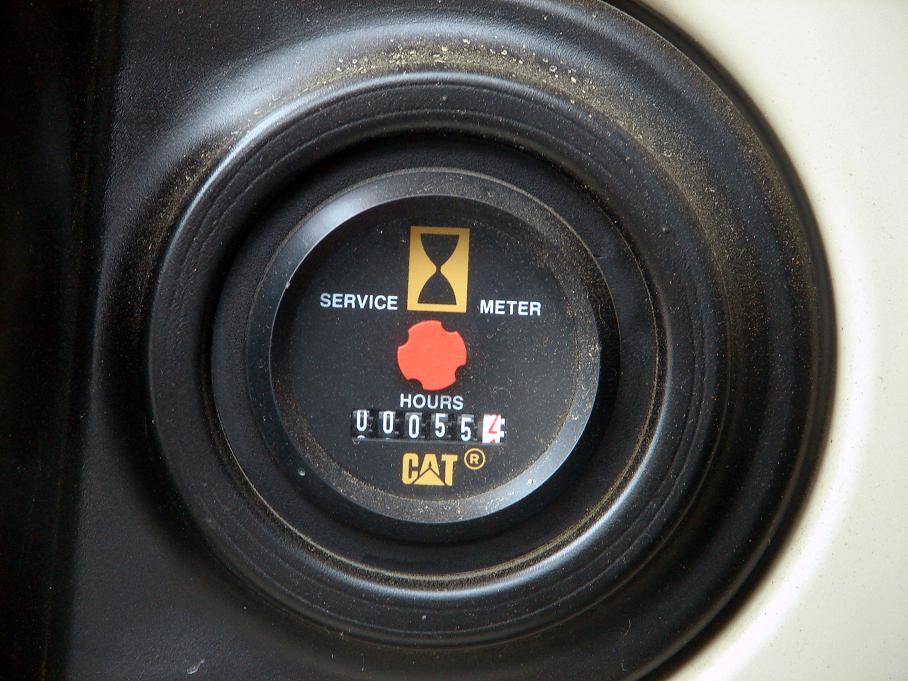 SERVICE METER
HOURS
000554
CAT ®